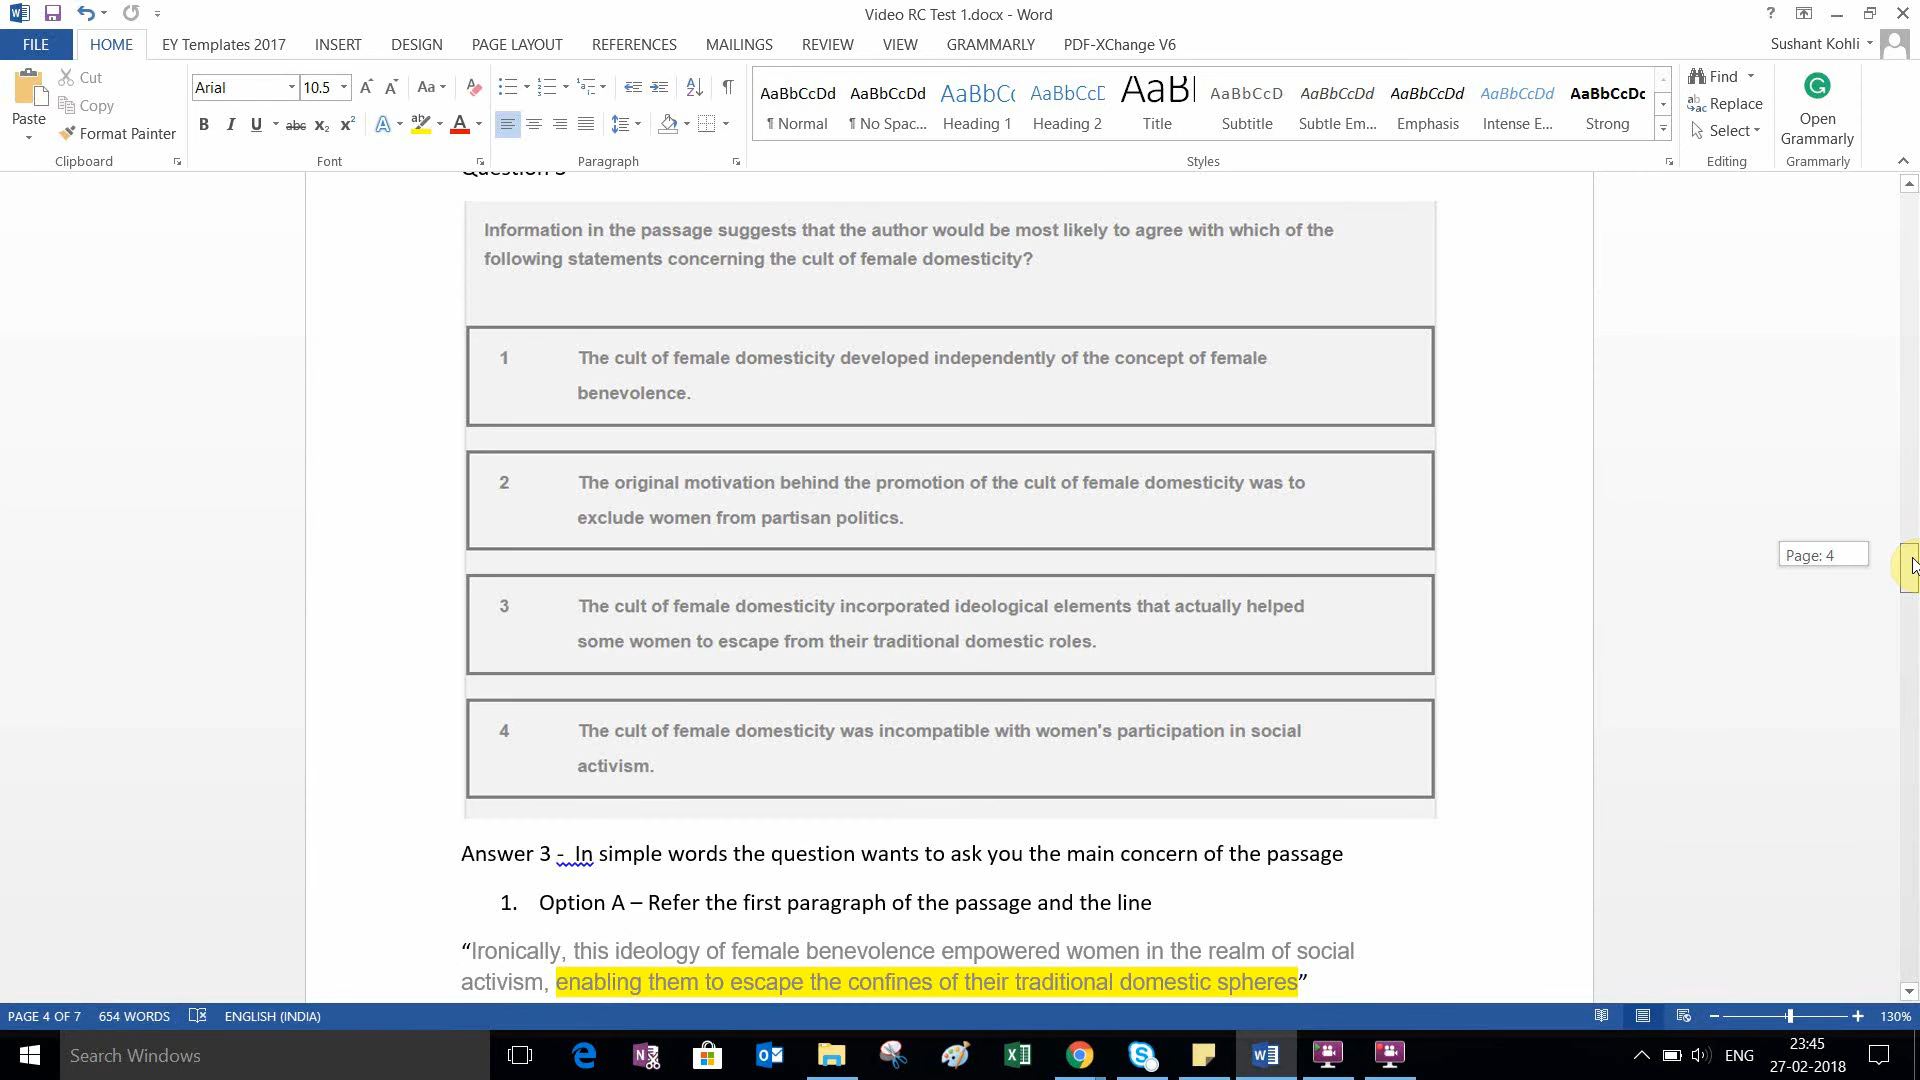 Video RC Test 1.docx - Word
FILE HOME EY Templates 2017 INSERT DESIGN PAGE LAYOUT REFERENCES MAILINGS REVIEW VIEW GRAMMARLY PDF-XChange V6
Sushant Kohli
Cut
Copy
Format Painter
Paste
Clipboard
Arial 10.5
Font
Paragraph
AaBbCcDd AaBbCcDd AaBbC AaBbCcD AaBl AaBbCcD AaBbCcDd AaBbCcDd AaBbCcDd AaBbCcDc
¶ Normal ¶ No Spac... Heading 1 Heading 2 Title Subtitle Subtle Em... Emphasis Intense E... Strong
Styles
Find
Replace
Select
Editing
Open
Grammarly
Grammarly
Information in the passage suggests that the author would be most likely to agree with which of the
following statements concerning the cult of female domesticity?
1 The cult of female domesticity developed independently of the concept of female
benevolence.
2 The original motivation behind the promotion of the cult of female domesticity was to
exclude women from partisan politics.
3 The cult of female domesticity incorporated ideological elements that actually helped
some women to escape from their traditional domestic roles.
4 The cult of female domesticity was incompatible with women's participation in social
activism.
Page: 4
Answer 3 - In simple words the question wants to ask you the main concern of the passage
1. Option A – Refer the first paragraph of the passage and the line
“Ironically, this ideology of female benevolence empowered women in the realm of social
activism, enabling them to escape the confines of their traditional domestic spheres”
PAGE 4 OF 7 654 WORDS ENGLISH (INDIA) 130%
Search Windows
ENG
23:45
27-02-2018